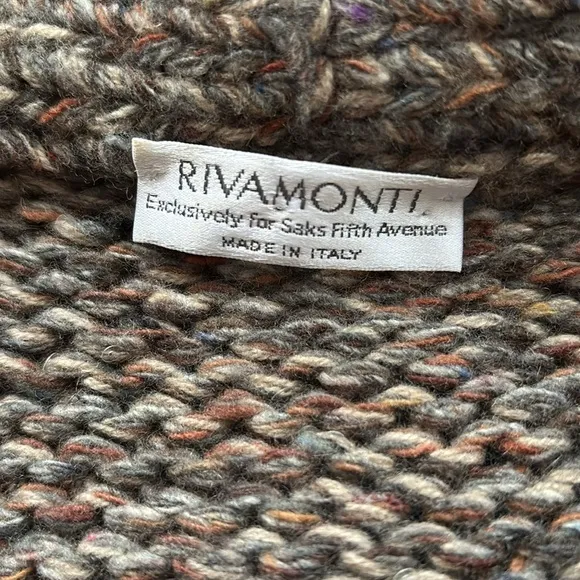 RIVAMONTI.
Exclusively for Saks Fifth Avenue
MADE IN ITALY